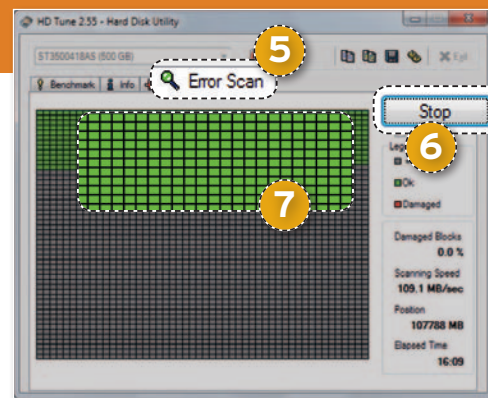 HD Tune 2.55 - Hard Disk Utility
ST3500418AS (500 GB)
5
Exit
Benchmark
Info
Error Scan
Stop
6
Ok
Damaged
7
Damaged Blocks
0.0 %
Scanning Speed
109.1 MB/sec
Position
107788 MB
Elapsed Time
16:09